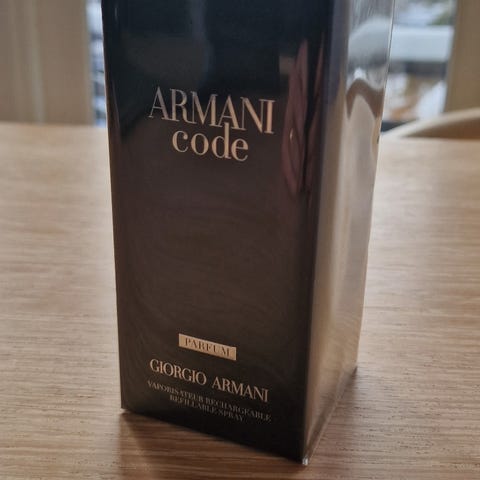 ARMANI
code
PARFUM
GIORGIO ARMANI
VAPORISATEUR RECHARGEABLE
REFILLABLE SPRAY